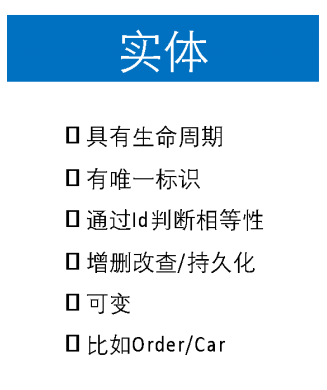 实体
具有生命周期
有唯一标识
通过Id判断相等性
增删改查/持久化
可变
比如Order/Car